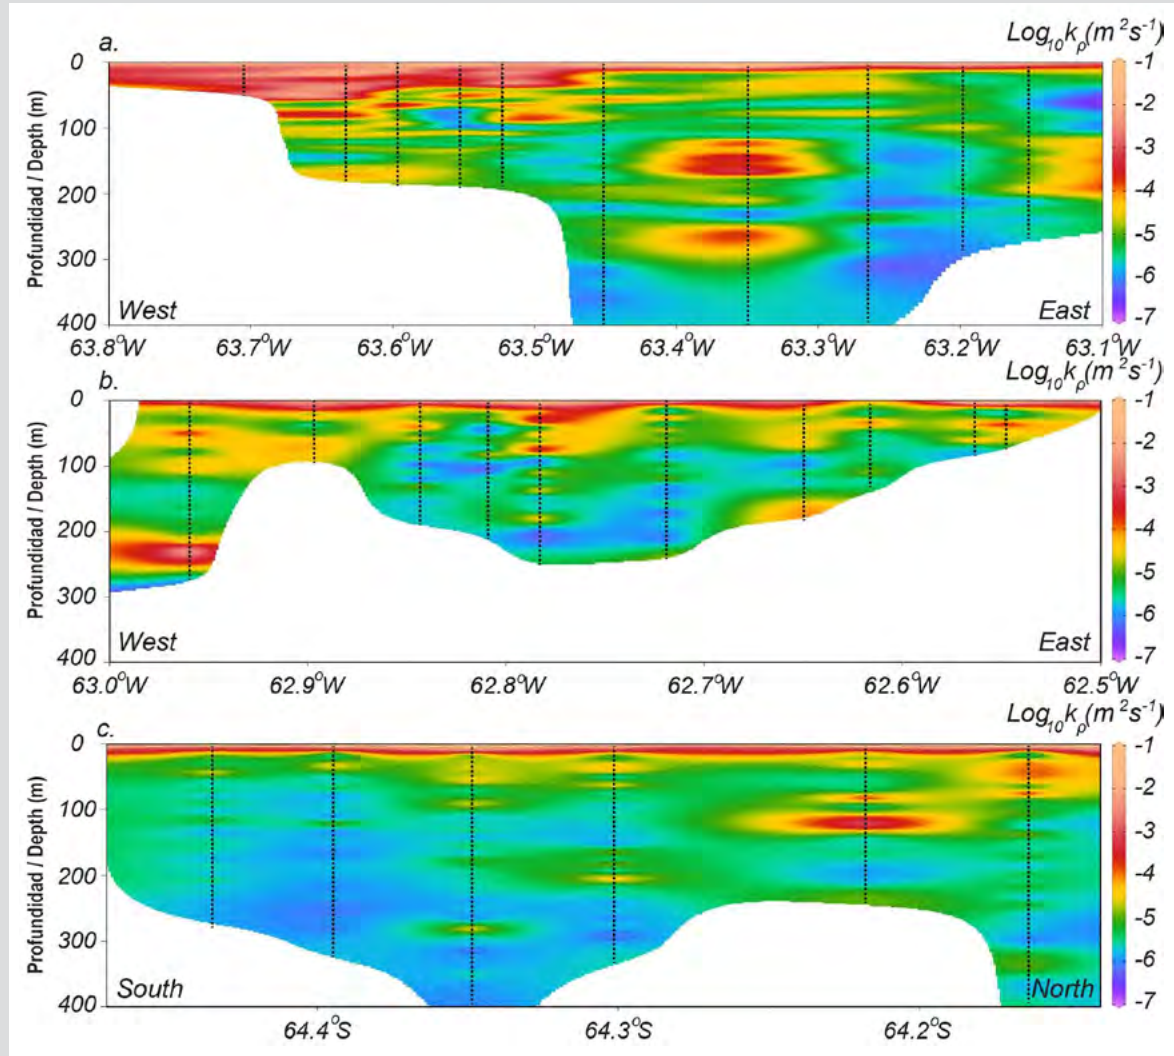 a.
Log₁₀kᵨ(m²s⁻¹)
Profundidad / Depth (m)
0
100
200
300
400
West
East
63.8°W 63.7°W 63.6°W 63.5°W 63.4°W 63.3°W 63.2°W 63.1°W
-1
-2
-3
-4
-5
-6
-7
b.
Log₁₀kᵨ(m²s⁻¹)
Profundidad / Depth (m)
0
100
200
300
400
West
East
63.0°W 62.9°W 62.8°W 62.7°W 62.6°W 62.5°W
-1
-2
-3
-4
-5
-6
-7
c.
Log₁₀kᵨ(m²s⁻¹)
Profundidad / Depth (m)
0
100
200
300
400
South
North
64.4°S 64.3°S 64.2°S
-1
-2
-3
-4
-5
-6
-7